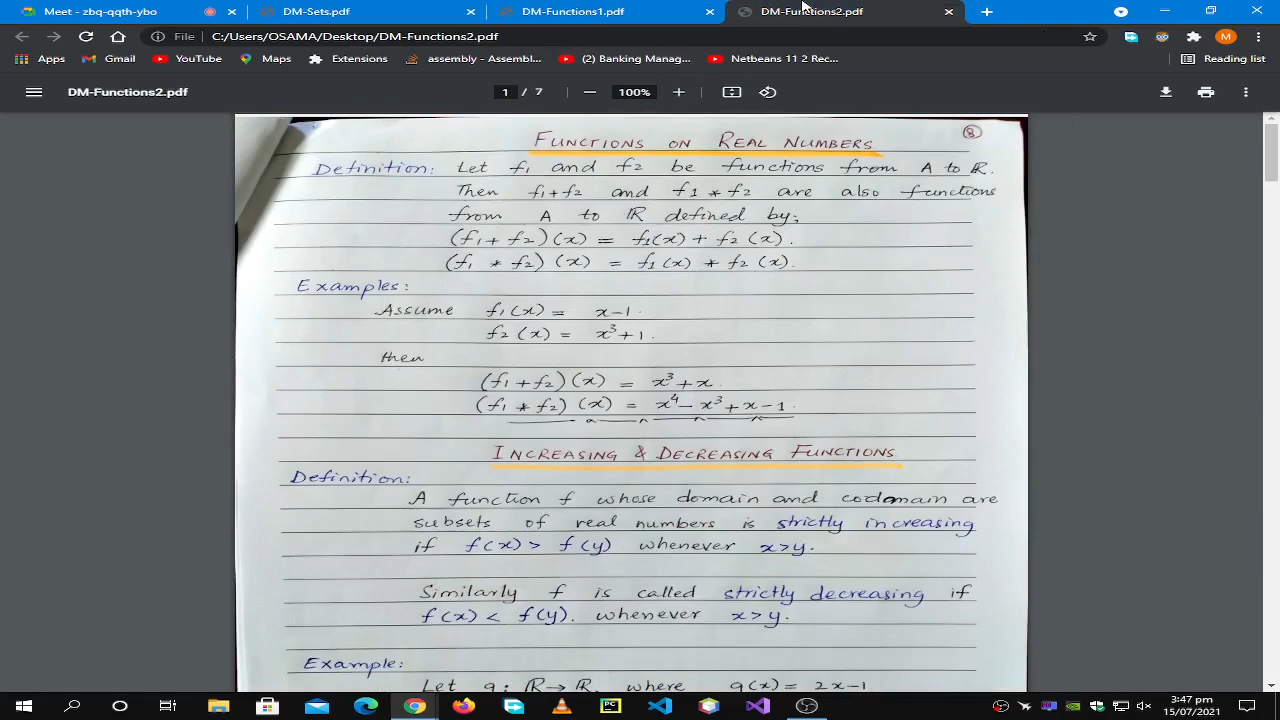 Meet - zbq-qqth-ybo
DM-Sets.pdf
DM-Functions1.pdf
DM-Functions2.pdf
File | C:/Users/OSAMA/Desktop/DM-Functions2.pdf
M
Apps Gmail YouTube Maps Extensions assembly - Assembl... (2) Banking Manag... Netbeans 11 2 Rec... Reading list
DM-Functions2.pdf 1 / 7 100%
8
FUNCTIONS ON REAL NUMBERS
Definition: Let f₁ and f₂ be functions from A to ℝ.
Then f₁+f₂ and f₁ * f₂ are also functions
from A to ℝ defined by;
(f₁ + f₂)(x) = f₁(x) + f₂(x).
(f₁ * f₂)(x) = f₁(x) * f₂(x).
Examples:
Assume f₁(x) = x-1.
f₂(x) = x³+1.
then
(f₁+f₂)(x) = x³+x.
(f₁ * f₂)(x) = x⁴-x³+x-1.
INCREASING & DECREASING FUNCTIONS
Definition:
A function f whose domain and codomain are
subsets of real numbers is strictly increasing
if f(x) > f(y) whenever x>y.
Similarly f is called strictly decreasing if
f(x) < f(y). whenever x>y.
Example:
Let g: ℝ→ℝ, where g(x) = 2x-1
3:47 pm
15/07/2021